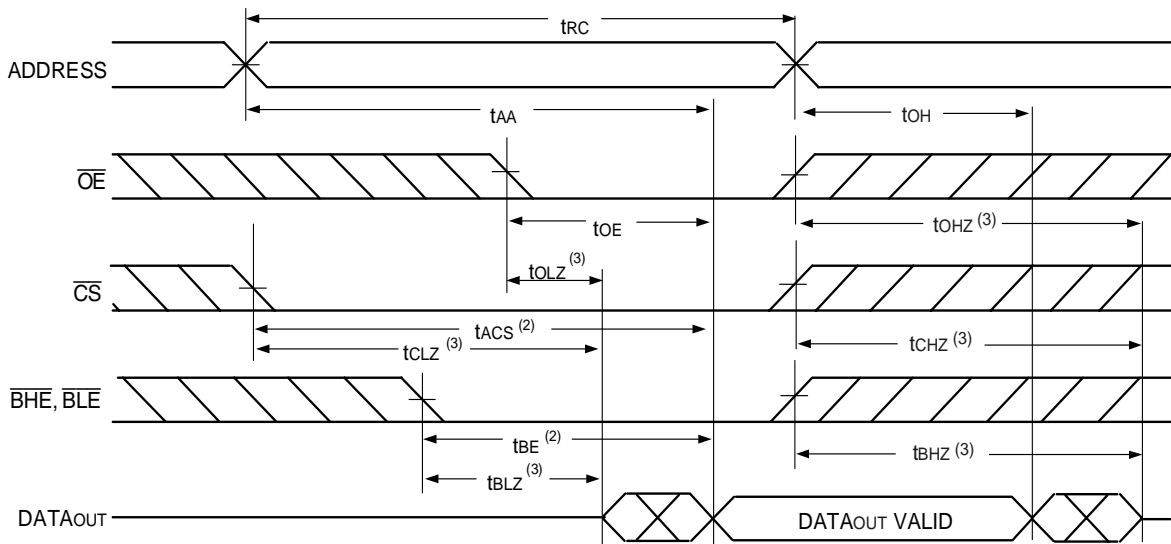 tRC
ADDRESS
tAA
tOH
OE
tOE
tOHZ (3)
tOLZ (3)
CS
tACS (2)
tCLZ (3)
tCHZ (3)
BHE, BLE
tBE (2)
tBHZ (3)
tBLZ (3)
DATAOUT
DATAOUT VALID